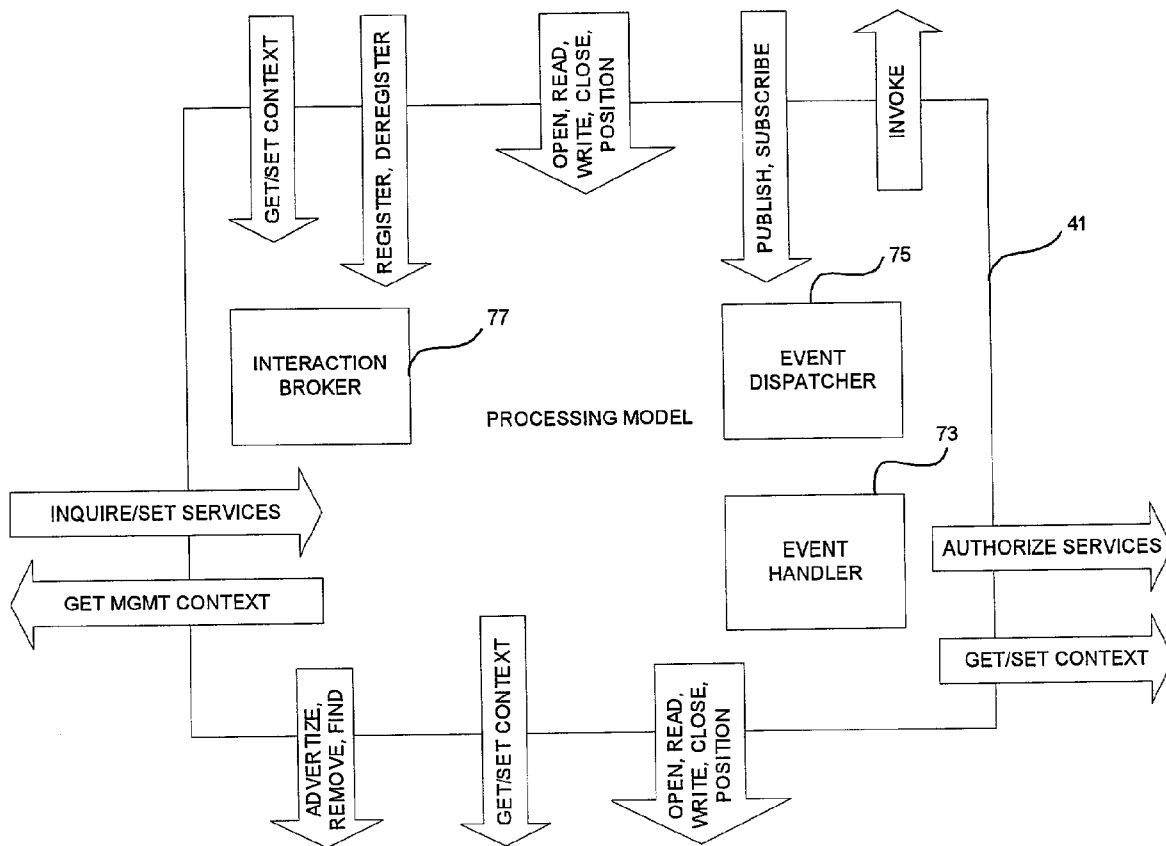 GET/SET CONTEXT
REGISTER, DEREGISTER
OPEN, READ,
WRITE, CLOSE,
POSITION
PUBLISH, SUBSCRIBE
INVOKE
41
75
77
INTERACTION
BROKER
EVENT
DISPATCHER
PROCESSING MODEL
73
INQUIRE/SET SERVICES
EVENT
HANDLER
AUTHORIZE SERVICES
GET MGMT CONTEXT
GET/SET CONTEXT
ADVERTIZE,
REMOVE, FIND
GET/SET CONTEXT
OPEN, READ,
WRITE, CLOSE,
POSITION